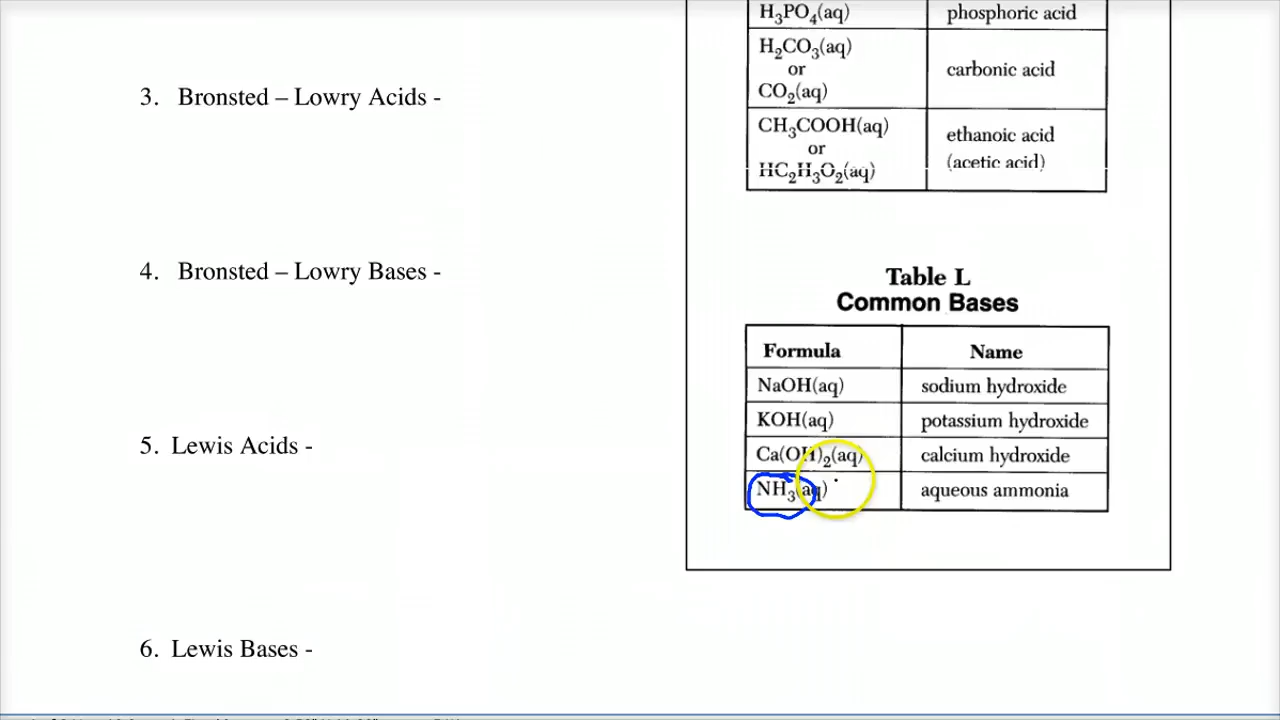 3. Bronsted – Lowry Acids -
4. Bronsted – Lowry Bases -
5. Lewis Acids -
6. Lewis Bases -
H₃PO₄(aq) phosphoric acid
H₂CO₃(aq)
or
CO₂(aq)
carbonic acid
CH₃COOH(aq)
or
HC₂H₃O₂(aq)
ethanoic acid
(acetic acid)
Table L
Common Bases
Formula Name
NaOH(aq) sodium hydroxide
KOH(aq) potassium hydroxide
Ca(OH)₂(aq) calcium hydroxide
NH₃(aq) aqueous ammonia